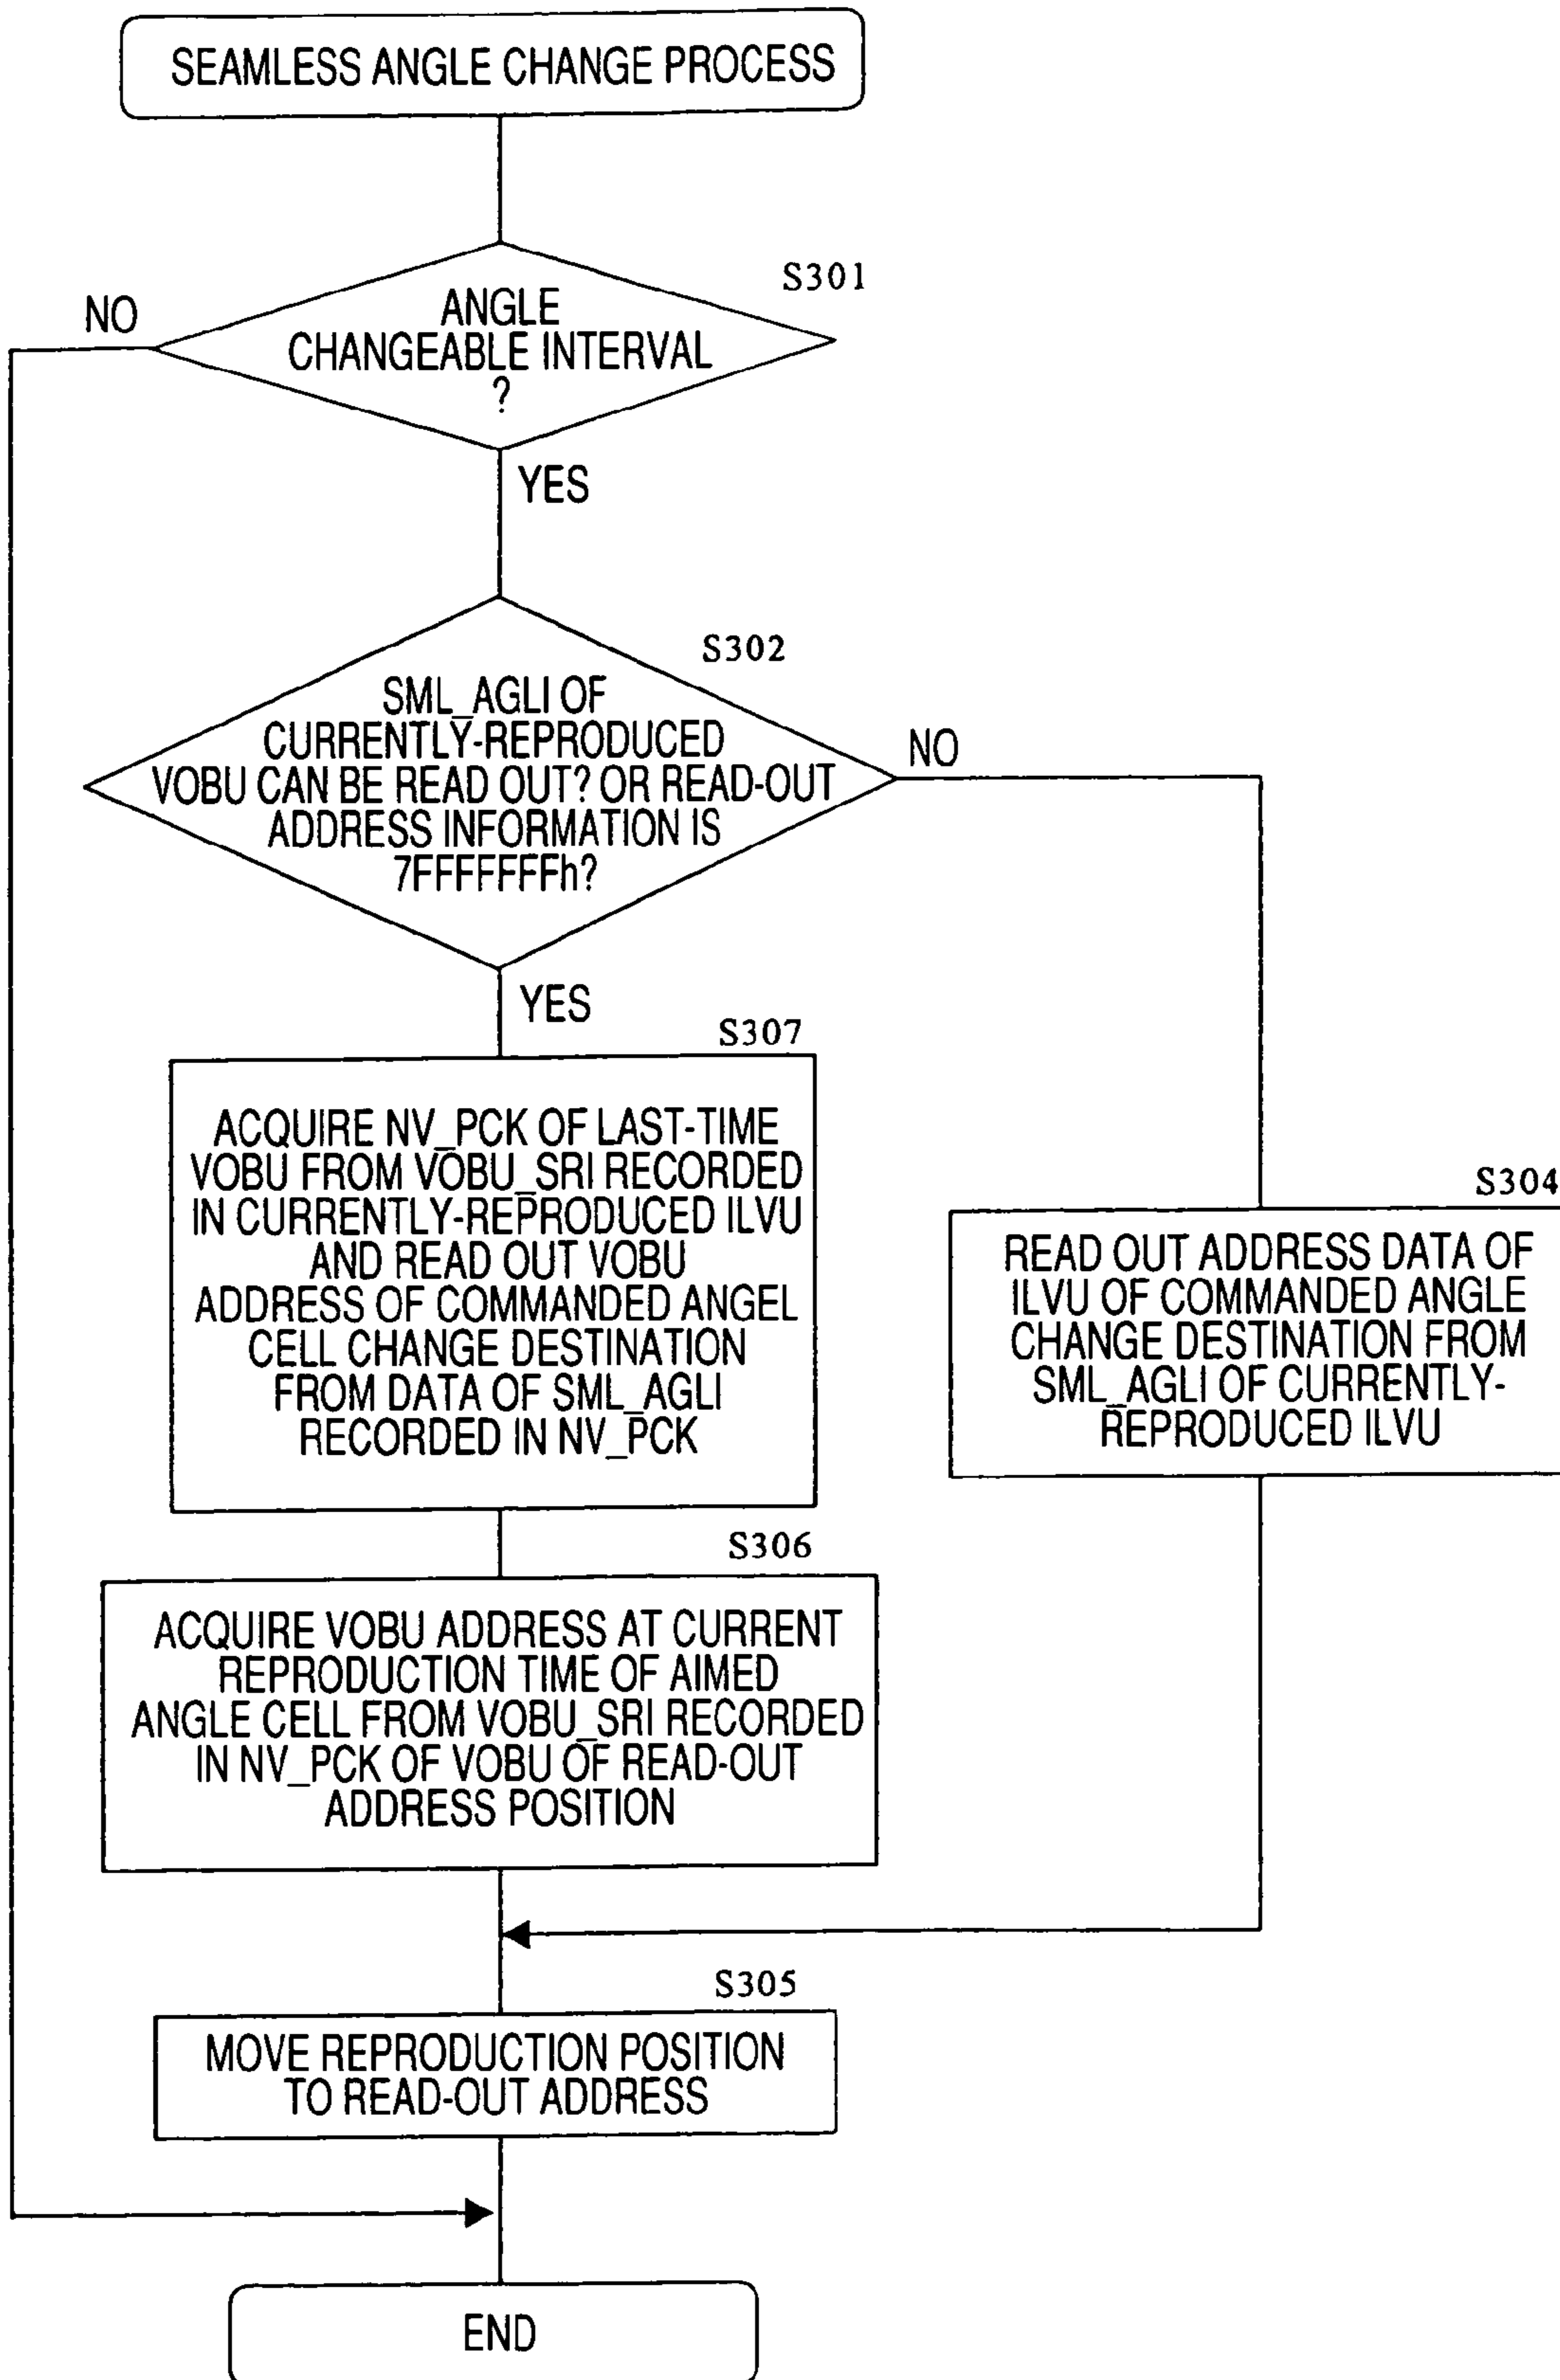 SEAMLESS ANGLE CHANGE PROCESS
S301
NO
ANGLE
CHANGEABLE INTERVAL
?
YES
S302
SML_AGLI OF
CURRENTLY-REPRODUCED
VOBU CAN BE READ OUT? OR READ-OUT
ADDRESS INFORMATION IS
7FFFFFFFh?
NO
YES
S307
ACQUIRE NV_PCK OF LAST-TIME
VOBU FROM VOBU_SRI RECORDED
IN CURRENTLY-REPRODUCED ILVU
AND READ OUT VOBU
ADDRESS OF COMMANDED ANGEL
CELL CHANGE DESTINATION
FROM DATA OF SML_AGLI
RECORDED IN NV_PCK
S304
READ OUT ADDRESS DATA OF
ILVU OF COMMANDED ANGLE
CHANGE DESTINATION FROM
SML_AGLI OF CURRENTLY-
REPRODUCED ILVU
S306
ACQUIRE VOBU ADDRESS AT CURRENT
REPRODUCTION TIME OF AIMED
ANGLE CELL FROM VOBU_SRI RECORDED
IN NV_PCK OF VOBU OF READ-OUT
ADDRESS POSITION
S305
MOVE REPRODUCTION POSITION
TO READ-OUT ADDRESS
END